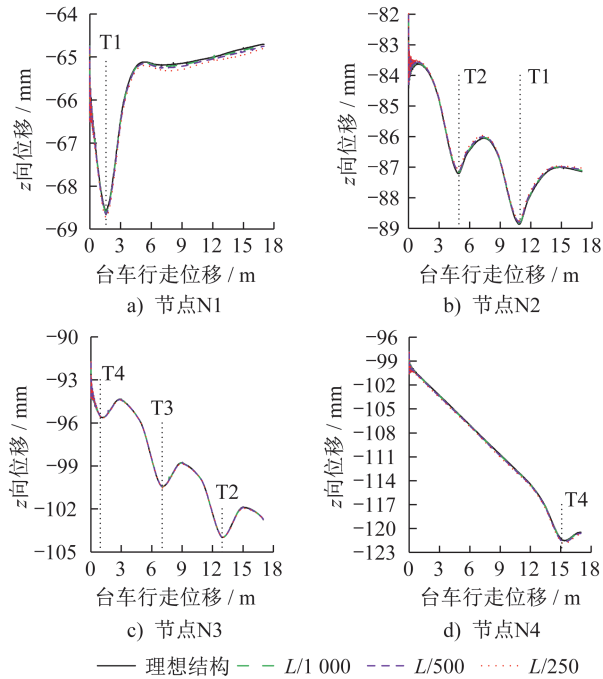 T1
−64
−65
−66
−67
−68
−69
z向位移 / mm
0 3 6 9 12 15 18
台车行走位移 / m
a) 节点N1
T2 T1
−82
−83
−84
−85
−86
−87
−88
−89
z向位移 / mm
0 3 6 9 12 15 18
台车行走位移 / m
b) 节点N2
T4
T3
T2
−90
−93
−96
−99
−102
−105
z向位移 / mm
0 3 6 9 12 15 18
台车行走位移 / m
c) 节点N3
T4
−96
−99
−102
−105
−108
−111
−114
−117
−120
−123
z向位移 / mm
0 3 6 9 12 15 18
台车行走位移 / m
d) 节点N4
理想结构 L/1 000 L/500 L/250